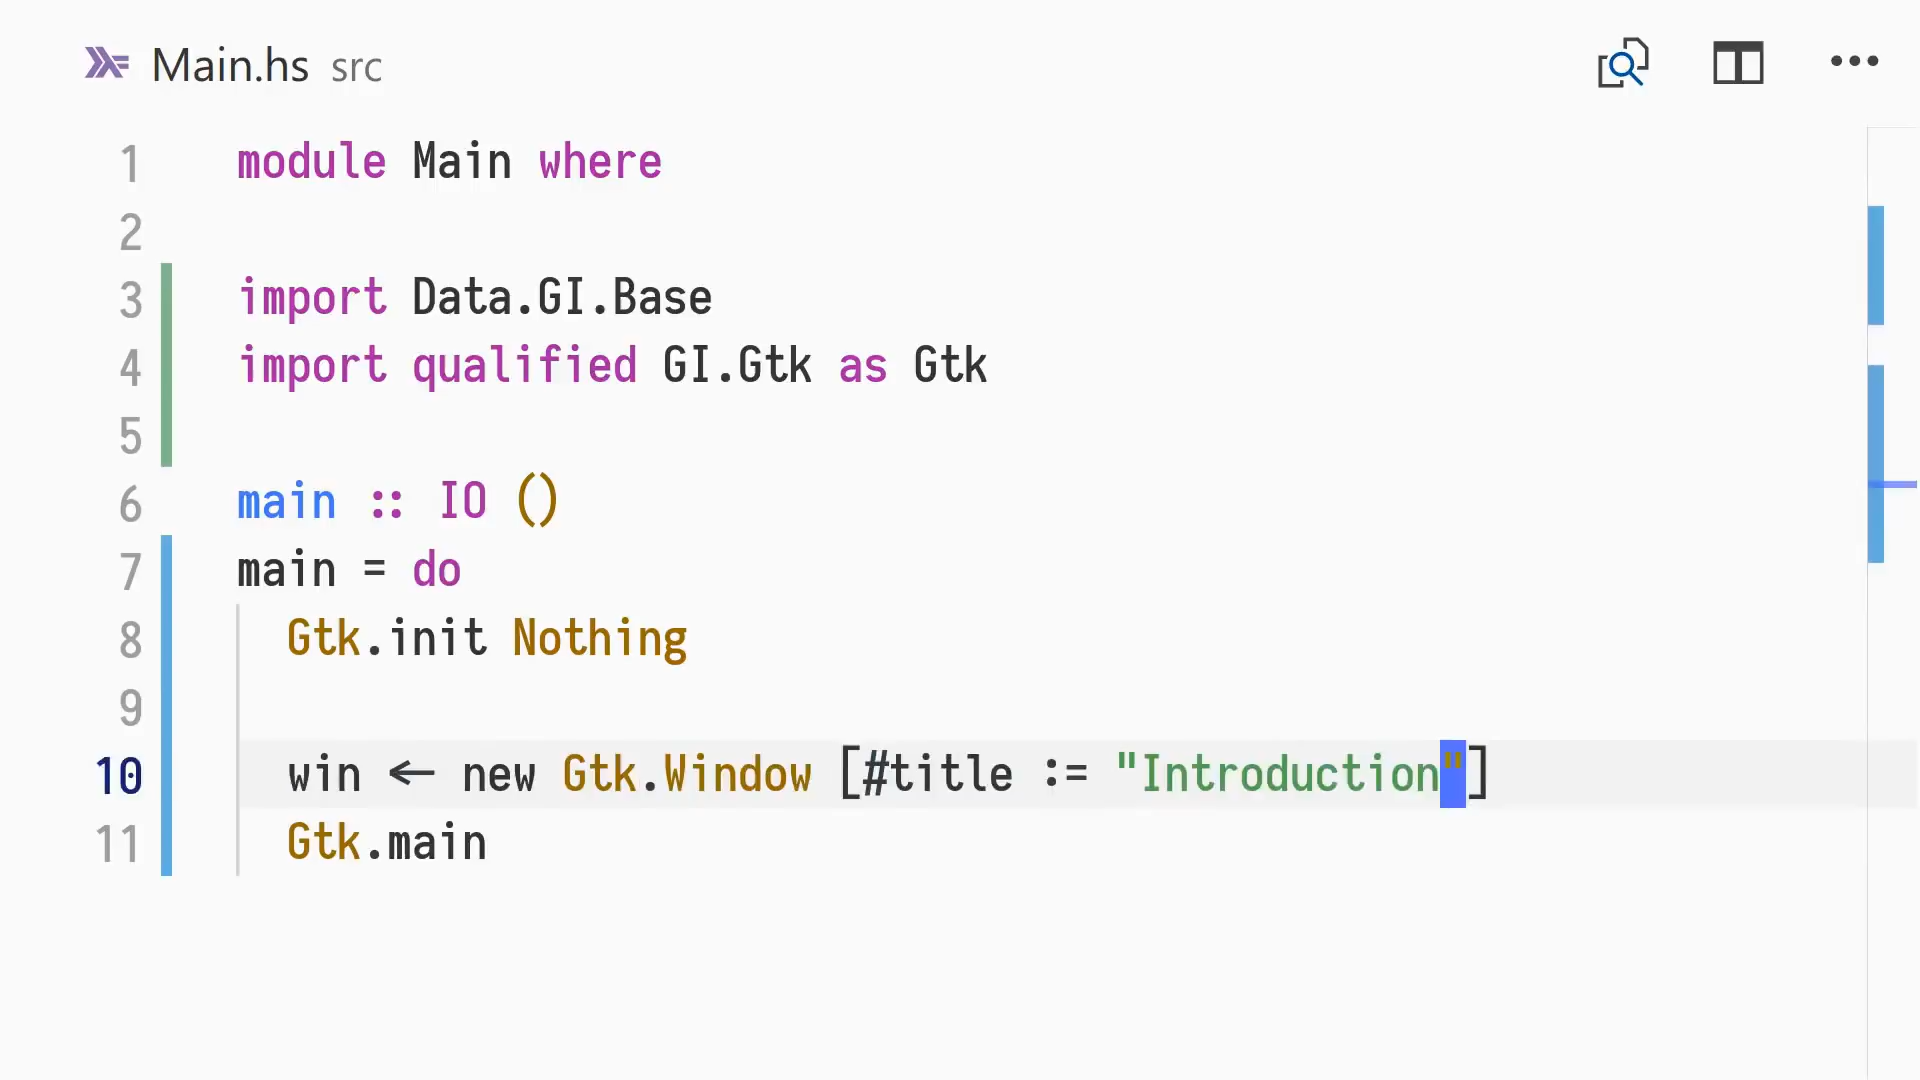 Main.hs src
1 module Main where
2
3 import Data.GI.Base
4 import qualified GI.Gtk as Gtk
5
6 main :: IO ()
7 main = do
8 Gtk.init Nothing
9
10 win <- new Gtk.Window [#title := "Introduction"]
11 Gtk.main